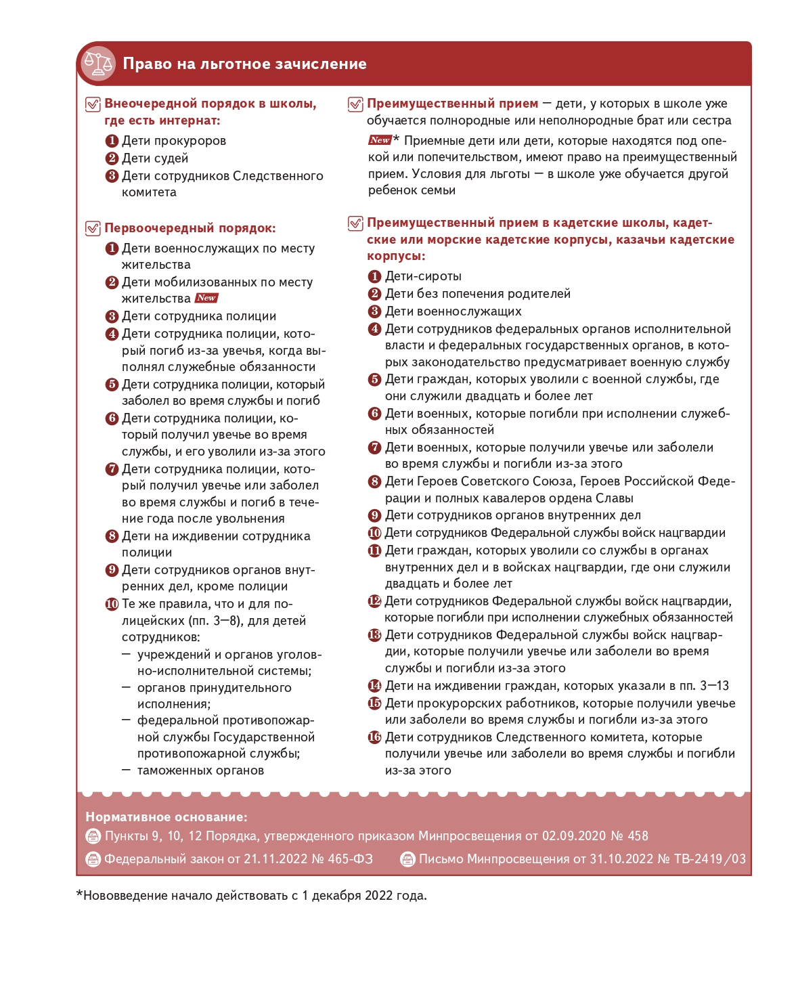 Право на льготное зачисление
Внеочередной порядок в школы,
где есть интернат:
1 Дети прокуроров
2 Дети судей
3 Дети сотрудников Следственного
комитета
Первоочередный порядок:
1 Дети военнослужащих по месту
жительства
2 Дети мобилизованных по месту
жительства New
3 Дети сотрудника полиции
4 Дети сотрудника полиции, кото-
рый погиб из-за увечья, когда вы-
полнял служебные обязанности
5 Дети сотрудника полиции, который
заболел во время службы и погиб
6 Дети сотрудника полиции, ко-
торый получил увечье во время
службы, и его уволили из-за этого
7 Дети сотрудника полиции, кото-
рый получил увечье или заболел
во время службы и погиб в тече-
ние года после увольнения
8 Дети на иждивении сотрудника
полиции
9 Дети сотрудников органов внут-
ренних дел, кроме полиции
10 Те же правила, что и для по-
лицейских (пп. 3—8), для детей
сотрудников:
— учреждений и органов уголов-
но-исполнительной системы;
— органов принудительного
исполнения;
— федеральной противопожар-
ной службы Государственной
противопожарной службы;
— таможенных органов
Преимущественный прием — дети, у которых в школе уже
обучается полнородные или неполнородные брат или сестра
New* Приемные дети или дети, которые находятся под опе-
кой или попечительством, имеют право на преимущественный
прием. Условия для льготы — в школе уже обучается другой
ребенок семьи
Преимущественный прием в кадетские школы, кадет-
ские или морские кадетские корпусы, казачьи кадетские
корпусы:
1 Дети-сироты
2 Дети без попечения родителей
3 Дети военнослужащих
4 Дети сотрудников федеральных органов исполнительной
власти и федеральных государственных органов, в кото-
рых законодательство предусматривает военную службу
5 Дети граждан, которых уволили с военной службы, где
они служили двадцать и более лет
6 Дети военных, которые погибли при исполнении служеб-
ных обязанностей
7 Дети военных, которые получили увечье или заболели
во время службы и погибли из-за этого
8 Дети Героев Советского Союза, Героев Российской Феде-
рации и полных кавалеров ордена Славы
9 Дети сотрудников органов внутренних дел
10 Дети сотрудников Федеральной службы войск нацгвардии
11 Дети граждан, которых уволили со службы в органах
внутренних дел и в войсках нацгвардии, где они служили
двадцать и более лет
12 Дети сотрудников Федеральной службы войск нацгвардии,
которые погибли при исполнении служебных обязанностей
13 Дети сотрудников Федеральной службы войск нацгвар-
дии, которые получили увечье или заболели во время
службы и погибли из-за этого
14 Дети на иждивении граждан, которых указали в пп. 3—13
15 Дети прокурорских работников, которые получили увечье
или заболели во время службы и погибли из-за этого
16 Дети сотрудников Следственного комитета, которые
получили увечье или заболели во время службы и погибли
из-за этого
Нормативное основание:
Пункты 9, 10, 12 Порядка, утвержденного приказом Минпросвещения от 02.09.2020 № 458
Федеральный закон от 21.11.2022 № 465-ФЗ
Письмо Минпросвещения от 31.10.2022 № ТВ-2419/03
*Нововведение начало действовать с 1 декабря 2022 года.